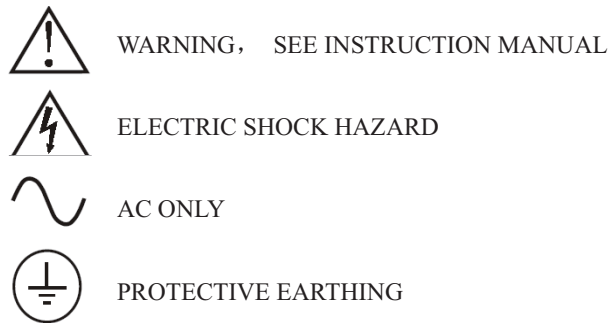 WARNING， SEE INSTRUCTION MANUAL
ELECTRIC SHOCK HAZARD
AC ONLY
PROTECTIVE EARTHING